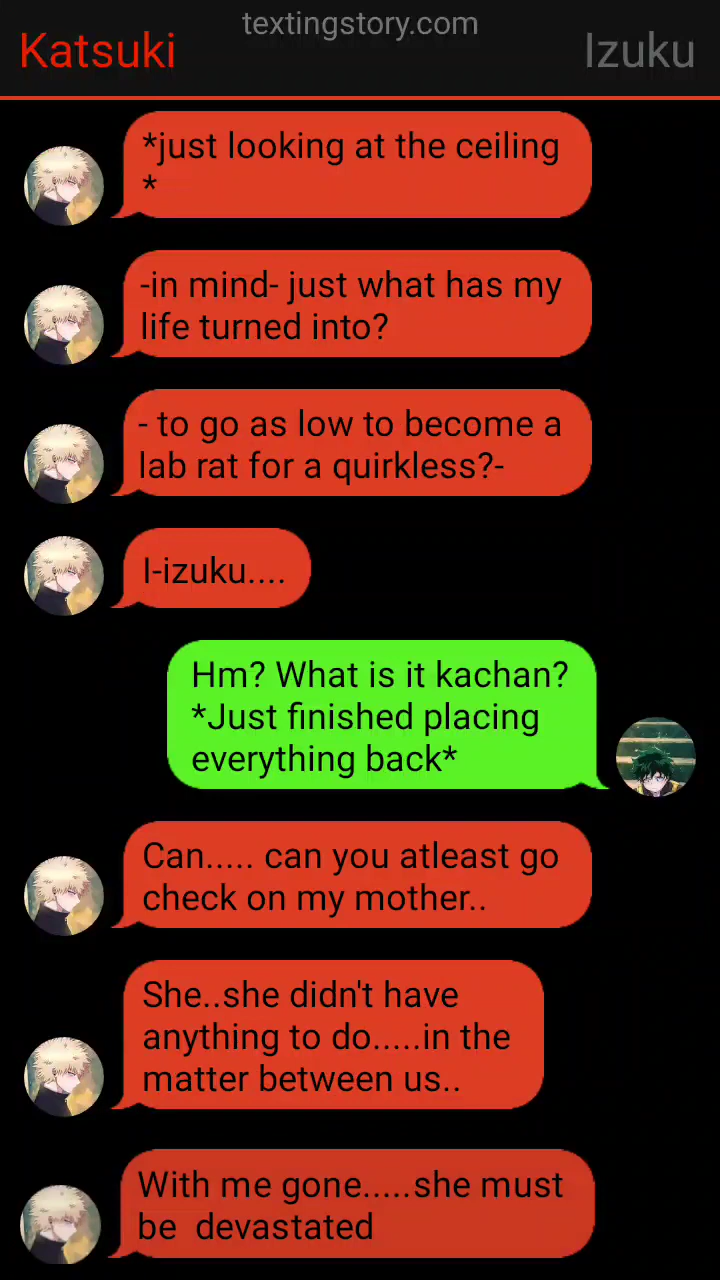 textingstory.com
Katsuki
Izuku
*just looking at the ceiling
*
-in mind- just what has my
life turned into?
- to go as low to become a
lab rat for a quirkless?-
I-izuku....
Hm? What is it kachan?
*Just finished placing
everything back*
Can..... can you atleast go
check on my mother..
She..she didn't have
anything to do.....in the
matter between us..
With me gone.....she must
be  devastated